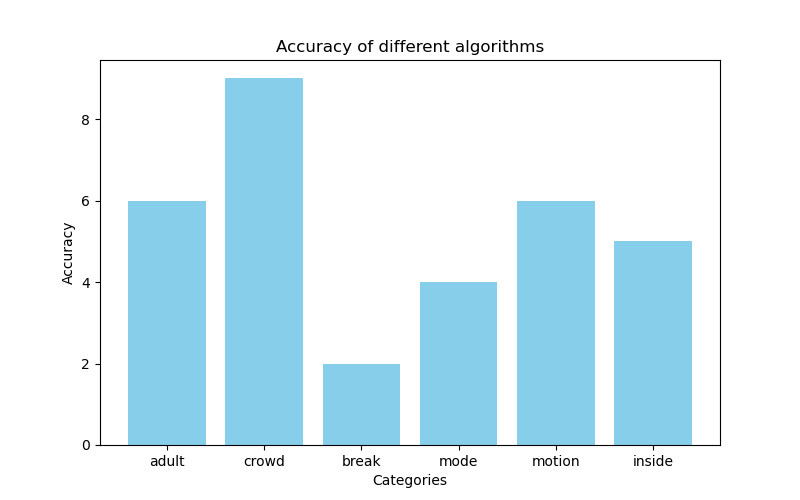 Accuracy of different algorithms
8
6
4
2
0
Accuracy
adult crowd break mode motion inside
Categories